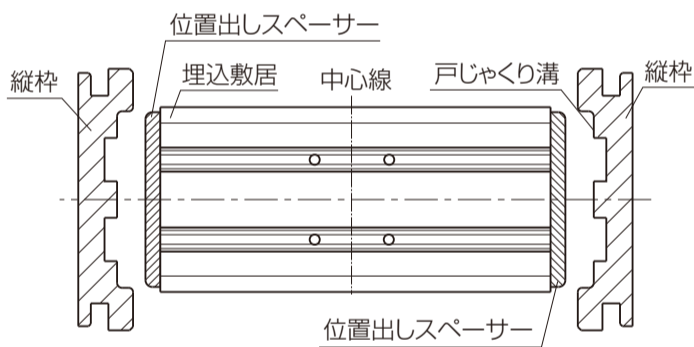 位置出しスペーサー
縦枠
埋込敷居
中心線
戸じゃくり溝
縦枠
位置出しスペーサー